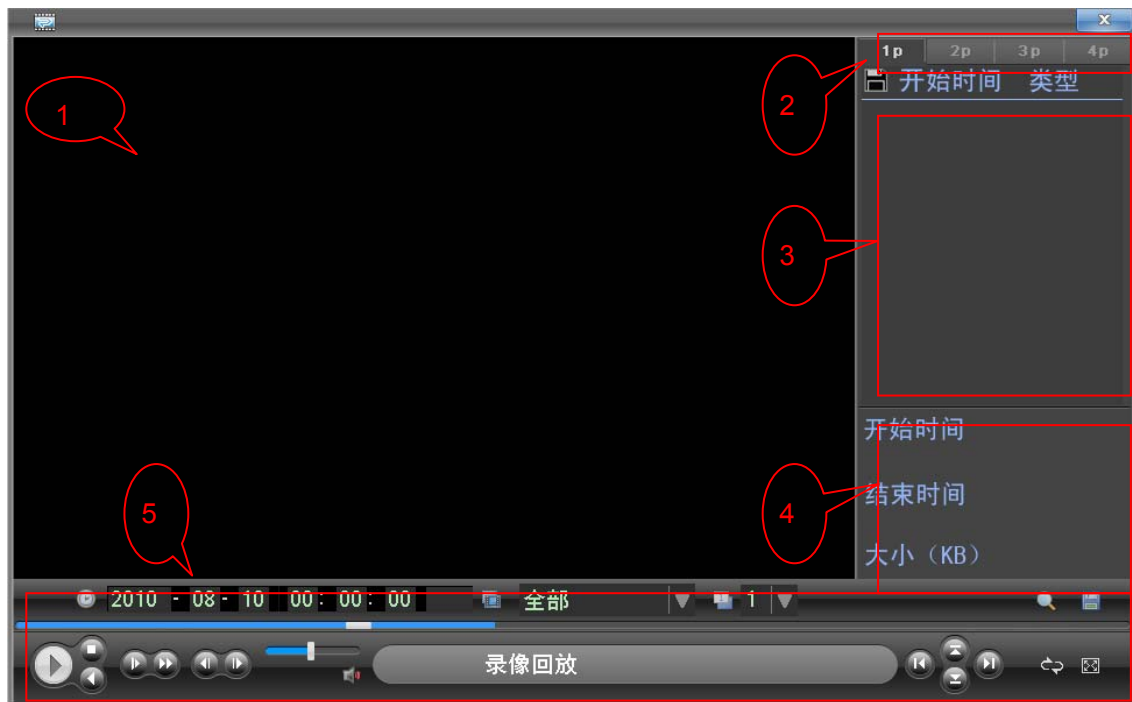 x
1p 2p 3p 4p
开始时间 类型
1
2
3
开始时间
结束时间
大小（KB）
4
5
2010 - 08 - 10 00 : 00 : 00 全部 1
录像回放